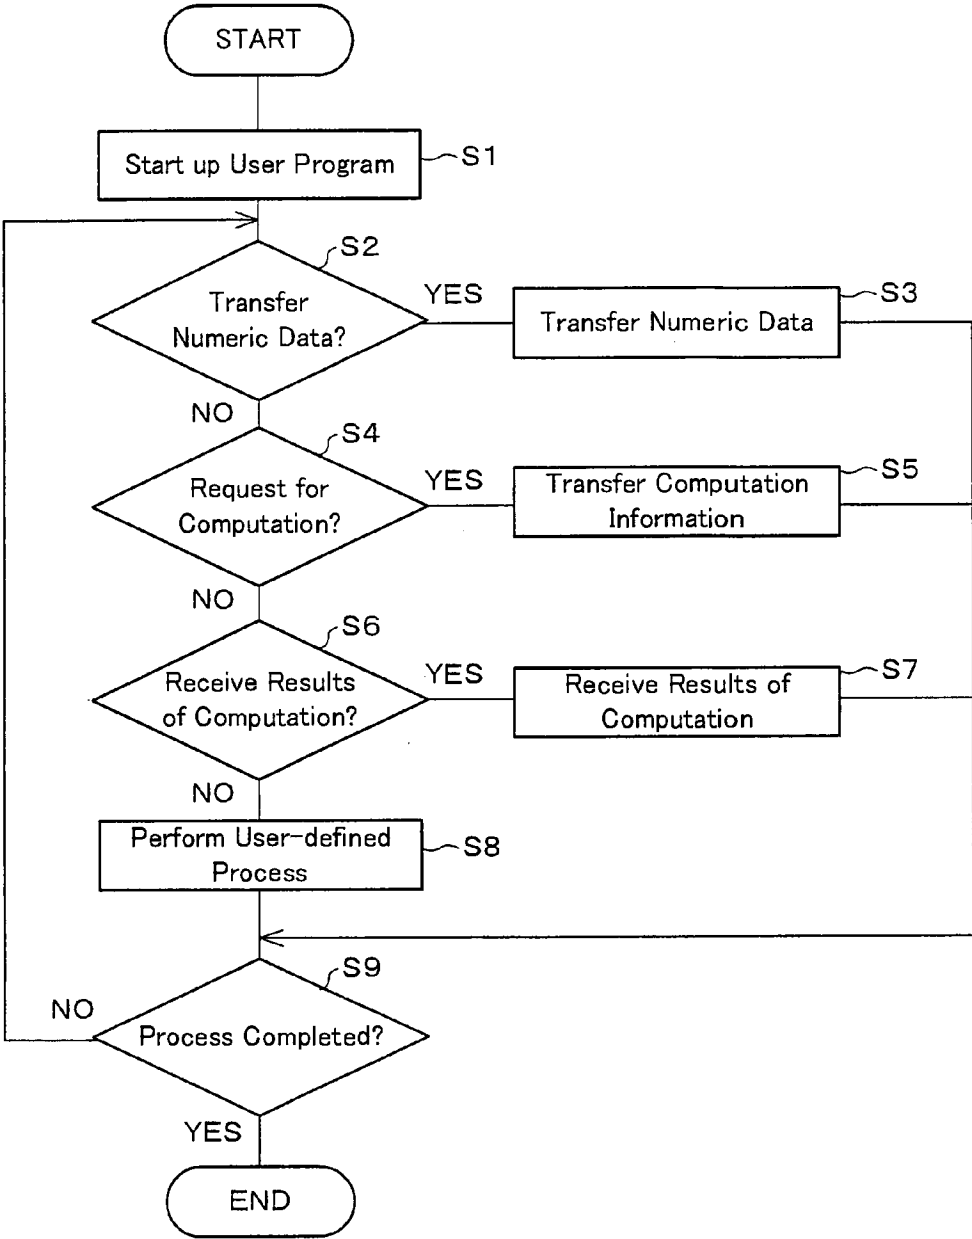 START
Start up User Program
S1
S2
Transfer
Numeric Data?
YES
S3
Transfer Numeric Data
NO
S4
Request for
Computation?
YES
S5
Transfer Computation
Information
NO
S6
Receive Results
of Computation?
YES
S7
Receive Results of
Computation
NO
Perform User-defined
Process
S8
S9
NO
Process Completed?
YES
END